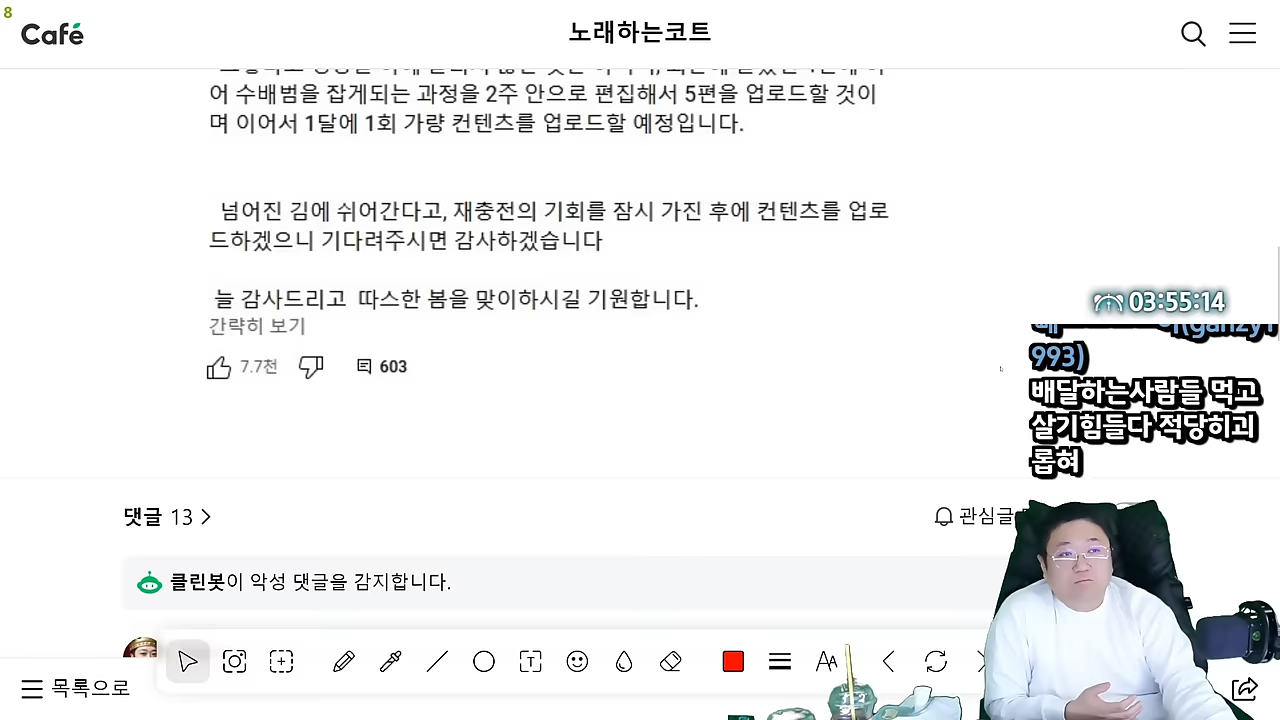 8
Café
노래하는코트
어 수배범을 잡게되는 과정을 2주 안으로 편집해서 5편을 업로드할 것이
며 이어서 1달에 1회 가량 컨텐츠를 업로드할 예정입니다.
넘어진 김에 쉬어간다고, 재충전의 기회를 잠시 가진 후에 컨텐츠를 업로
드하겠으니 기다려주시면 감사하겠습니다
늘 감사드리고 따스한 봄을 맞이하시길 기원합니다.
간략히 보기
7.7천
603
03:55:14
993)
배달하는사람들 먹고
살기힘들다 적당히괴
롭혀
댓글 13
관심글
클린봇이 악성 댓글을 감지합니다.
T
AA
목록으로